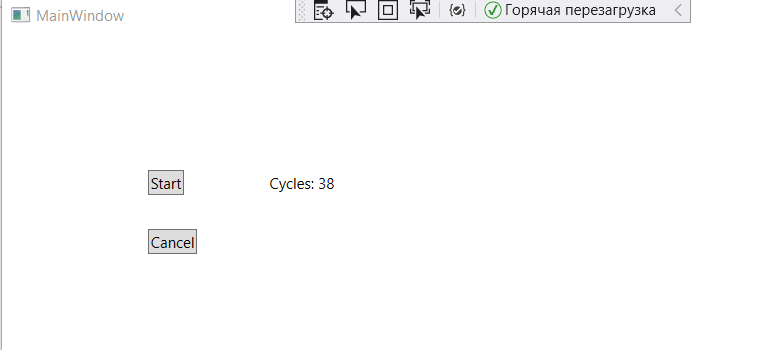 MainWindow
Горячая перезагрузка
Start
Cycles: 38
Cancel